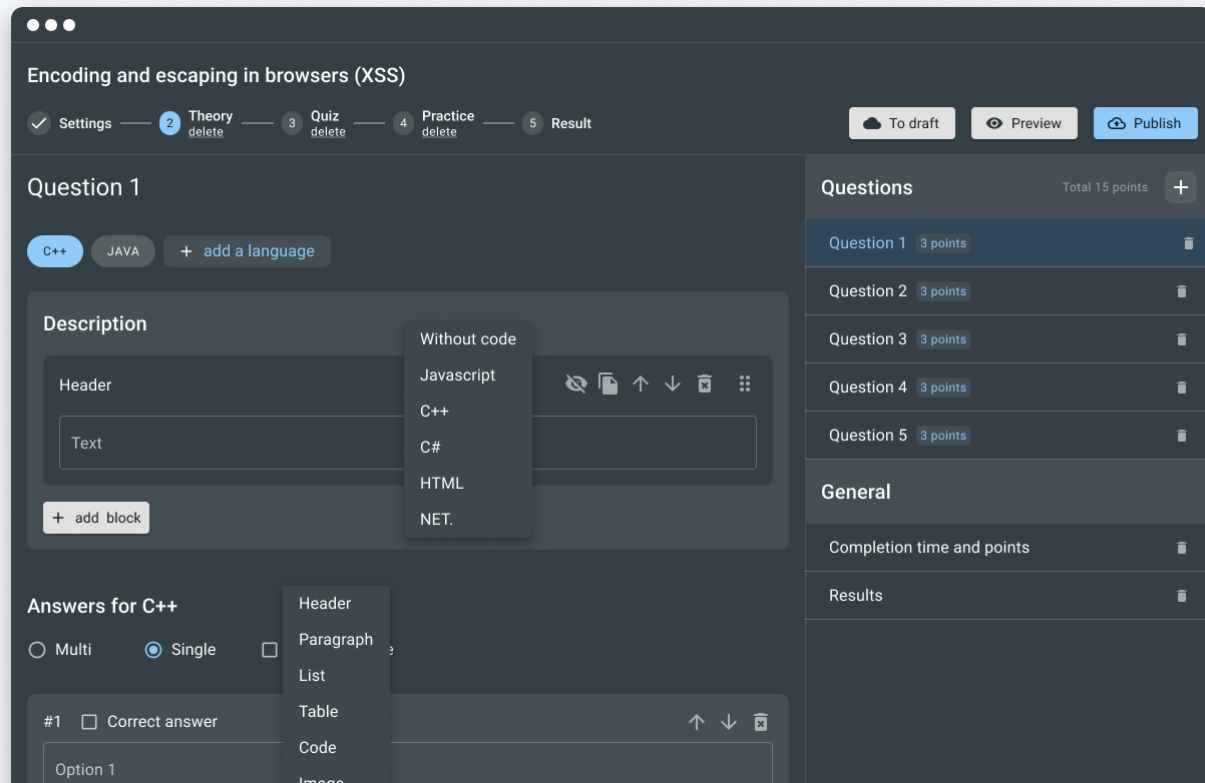 Encoding and escaping in browsers (XSS)
Settings
2 Theory delete
3 Quiz delete
4 Practice delete
5 Result
To draft
Preview
Publish
Question 1
C++
JAVA
+ add a language
Description
Header
Text
+ add block
Without code
Javascript
C++
C#
HTML
NET.
Answers for C++
Multi
Single
Header
Paragraph
List
Table
Code
Image
#1 Correct answer
Option 1
Questions
Total 15 points
+
Question 1 3 points
Question 2 3 points
Question 3 3 points
Question 4 3 points
Question 5 3 points
General
Completion time and points
Results